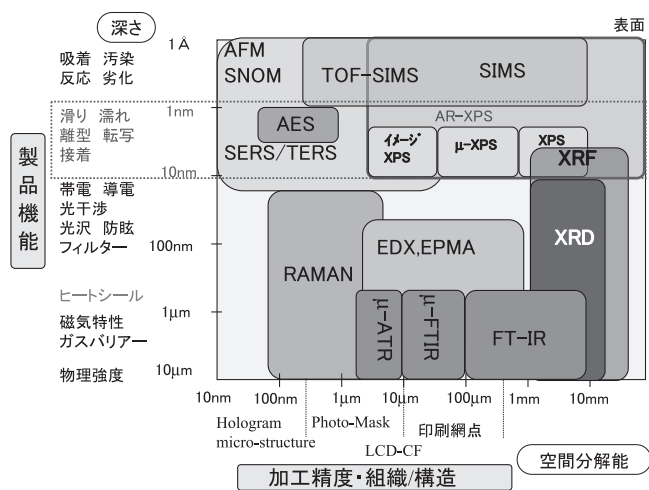 深さ
表面
1 Å
吸着 汚染
反応 劣化
AFM
SNOM
TOF-SIMS
SIMS
1nm
滑り 濡れ
離型 転写
接着
AES
AR-XPS
SERS/TERS
ｲﾒｰｼﾞ
XPS
μ-XPS
XPS
10nm
XRF
製品機能
帯電 導電
光干渉
光沢 防眩
フィルター
100nm
RAMAN
EDX,EPMA
XRD
ヒートシール
1μm
磁気特性
ガスバリアー
μ-ATR
μ-FTIR
FT-IR
物理強度
10μm
10nm
100nm
1μm
10μm
100μm
1mm
10mm
Hologram
micro-structure
Photo-Mask
LCD-CF
印刷網点
空間分解能
加工精度・組織/構造